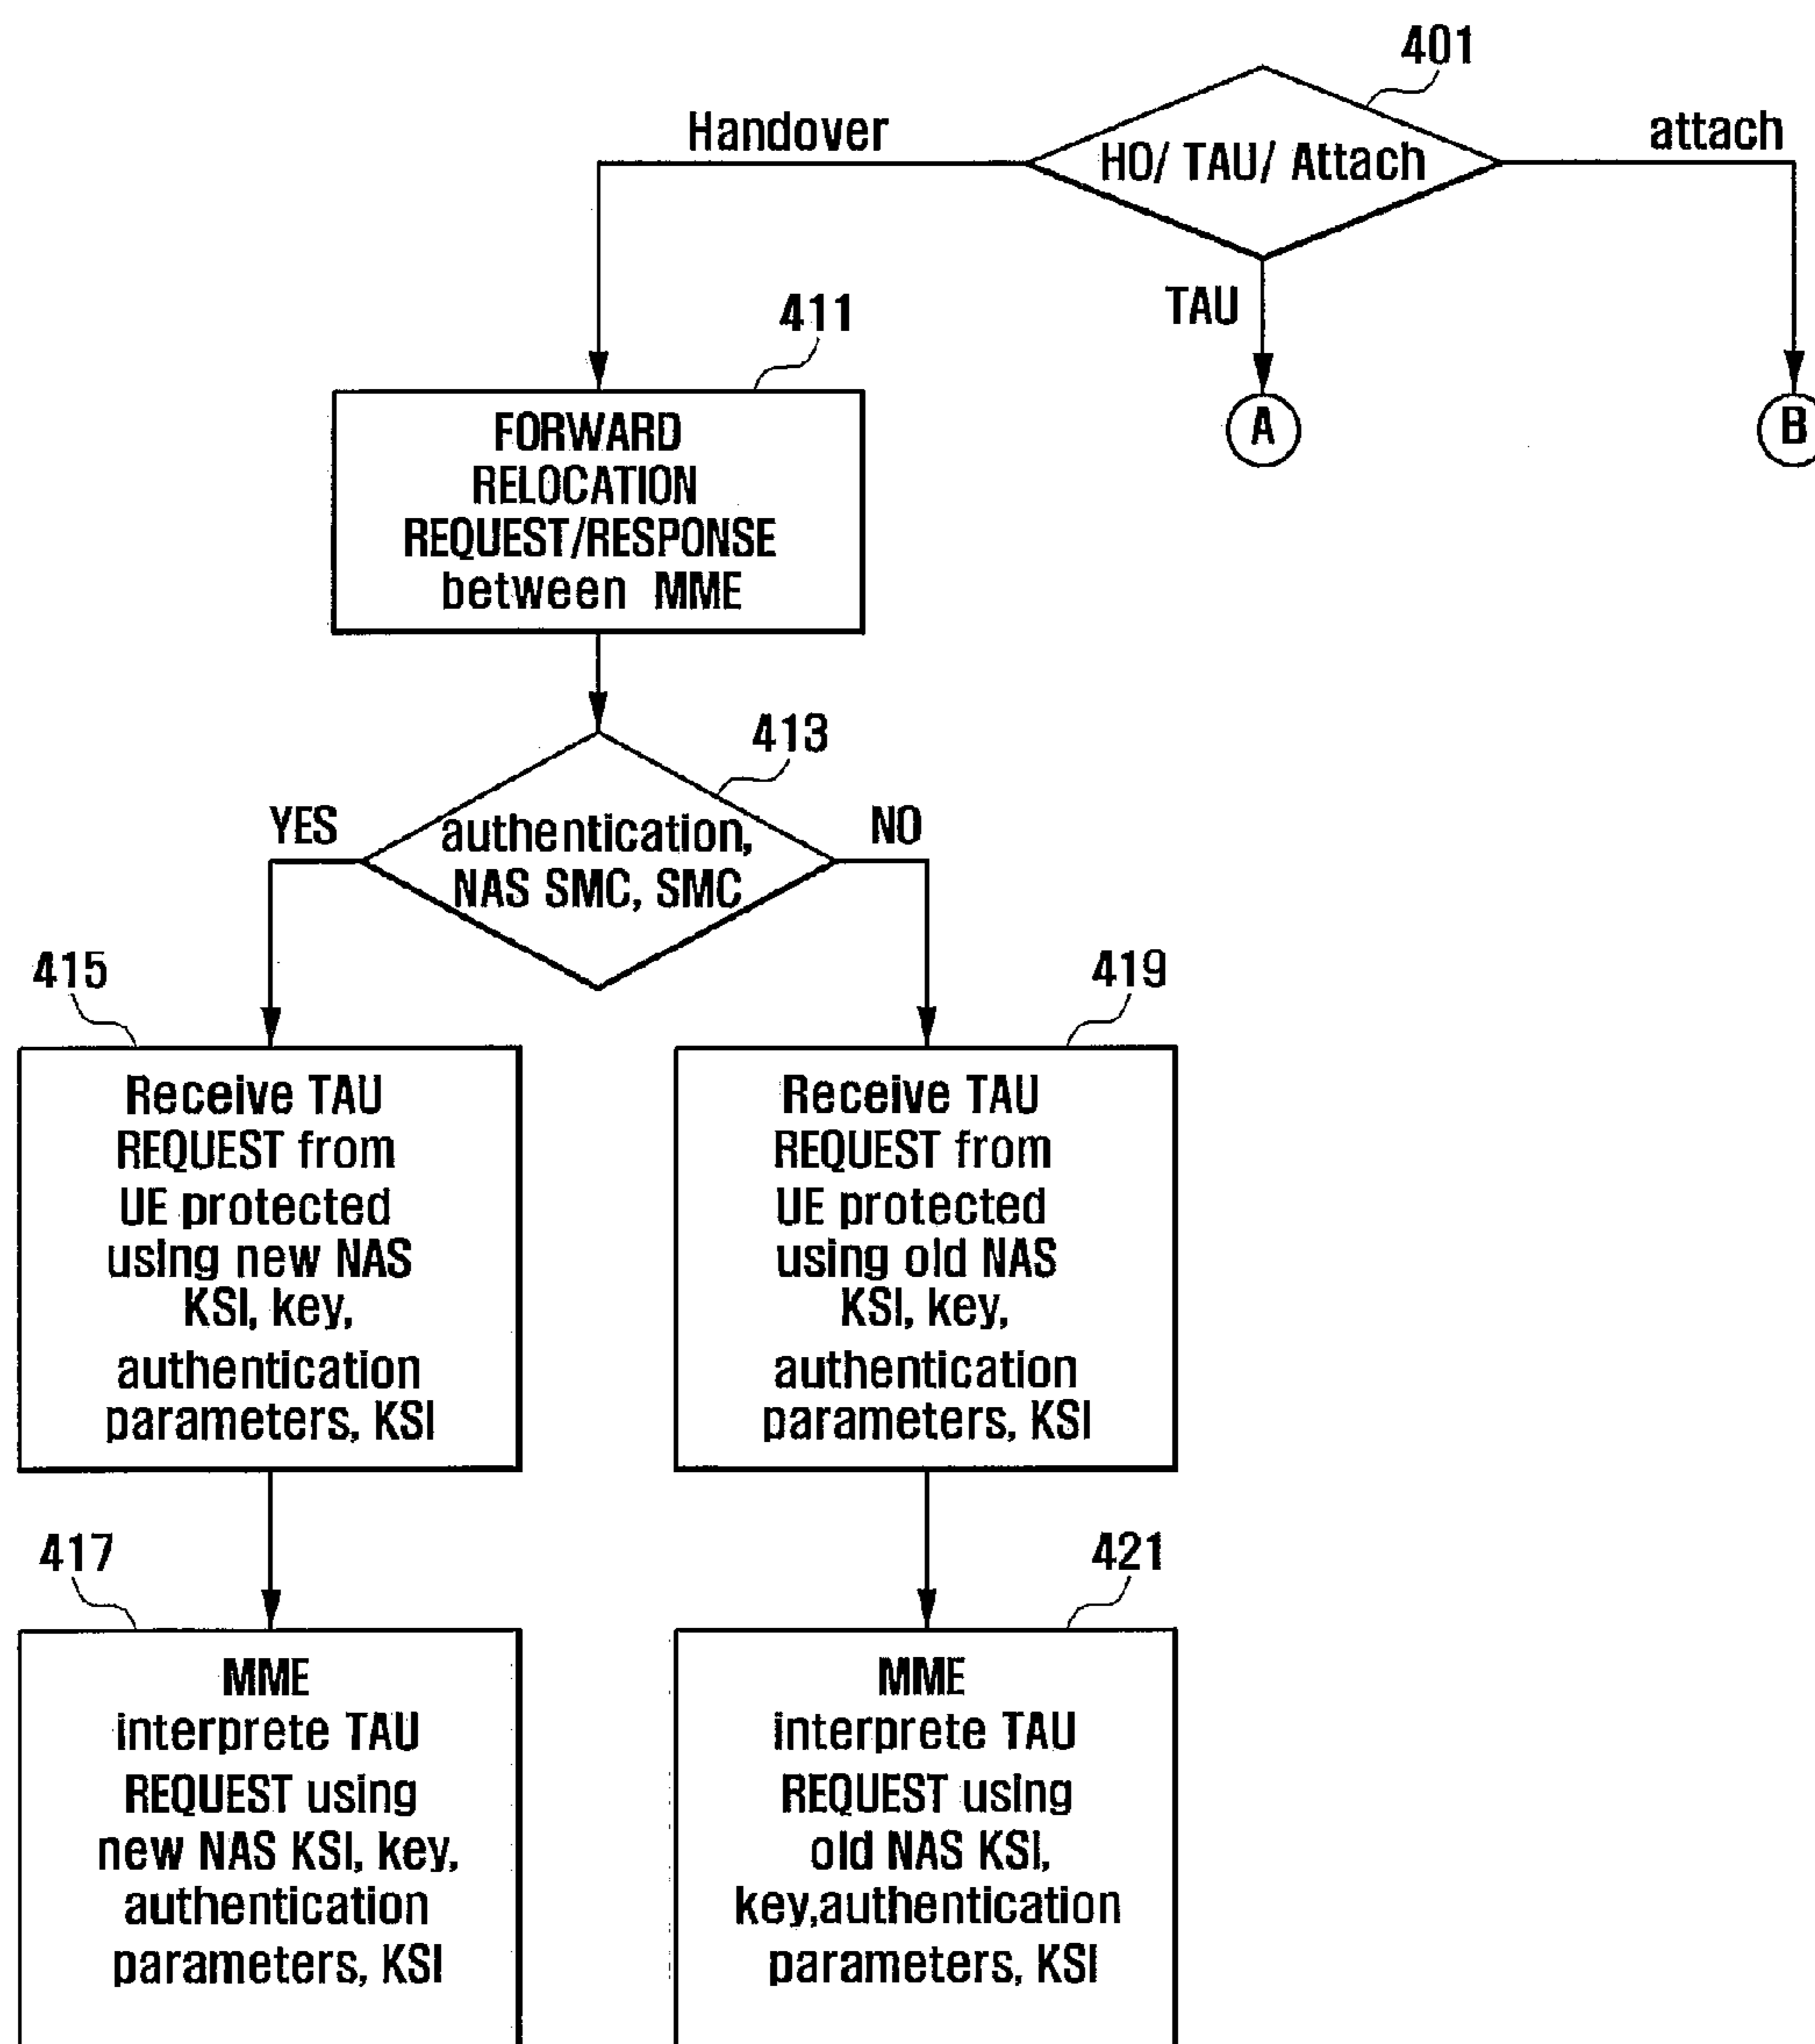 401
Handover
HO/ TAU/ Attach
attach
411
TAU
FORWARD
RELOCATION
REQUEST/RESPONSE
between MME
A
B
413
YES
authentication,
NAS SMC, SMC
NO
415
Receive TAU
REQUEST from
UE protected
using new NAS
KSI, key,
authentication
parameters, KSI
419
Receive TAU
REQUEST from
UE protected
using old NAS
KSI, key,
authentication
parameters, KSI
417
MME
interprete TAU
REQUEST using
new NAS KSI, key,
authentication
parameters, KSI
421
MME
interprete TAU
REQUEST using
old NAS KSI,
key,authentication
parameters, KSI